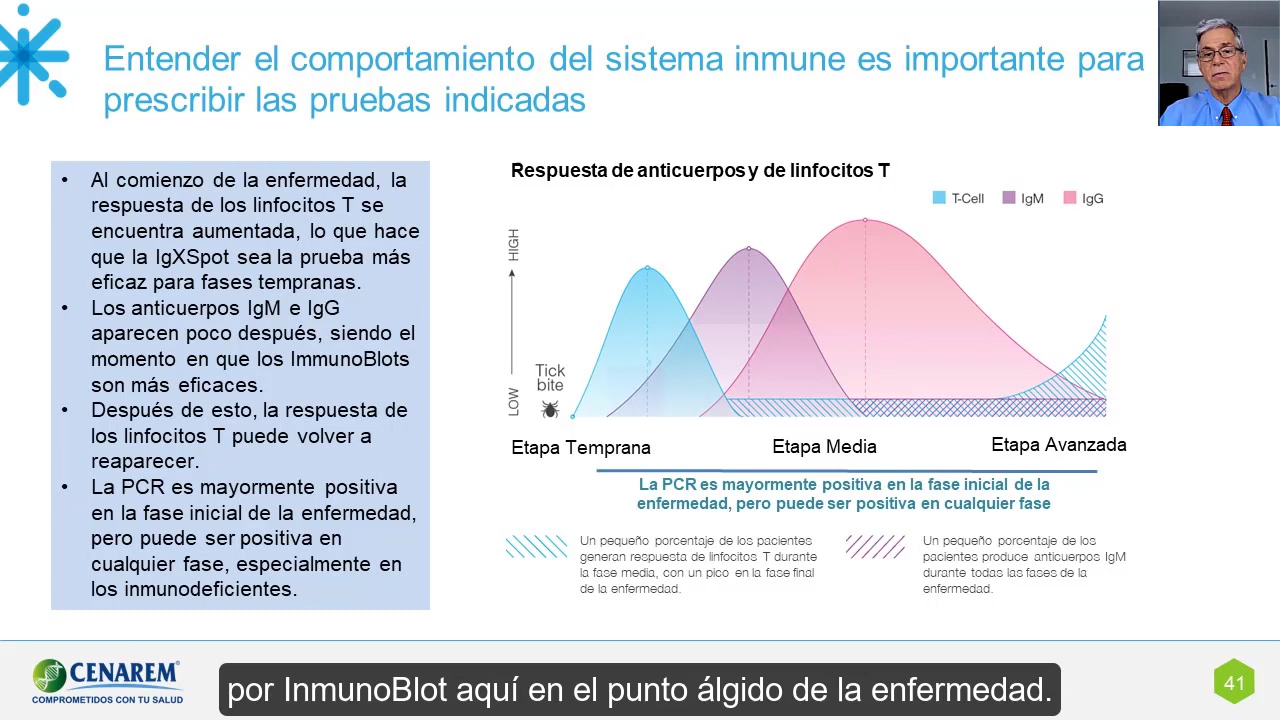 Entender el comportamiento del sistema inmune es importante para
prescribir las pruebas indicadas
• Al comienzo de la enfermedad, la
respuesta de los linfocitos T se
encuentra aumentada, lo que hace
que la IgXSpot sea la prueba más
eficaz para fases tempranas.
• Los anticuerpos IgM e IgG
aparecen poco después, siendo el
momento en que los ImmunoBlots
son más eficaces.
• Después de esto, la respuesta de
los linfocitos T puede volver a
reaparecer.
• La PCR es mayormente positiva
en la fase inicial de la enfermedad,
pero puede ser positiva en
cualquier fase, especialmente en
los inmunodeficientes.
Respuesta de anticuerpos y de linfocitos T
T-Cell IgM IgG
HIGH
LOW
Tick
bite
Etapa Temprana Etapa Media Etapa Avanzada
La PCR es mayormente positiva en la fase inicial de la
enfermedad, pero puede ser positiva en cualquier fase
Un pequeño porcentaje de los pacientes
generan respuesta de linfocitos T durante
la fase media, con un pico en la fase final
de la enfermedad.
Un pequeño porcentaje de los
pacientes produce anticuerpos IgM
durante todas las fases de la
enfermedad.
CENAREM®
COMPROMETIDOS CON TU SALUD
por InmunoBlot aquí en el punto álgido de la enfermedad.
41